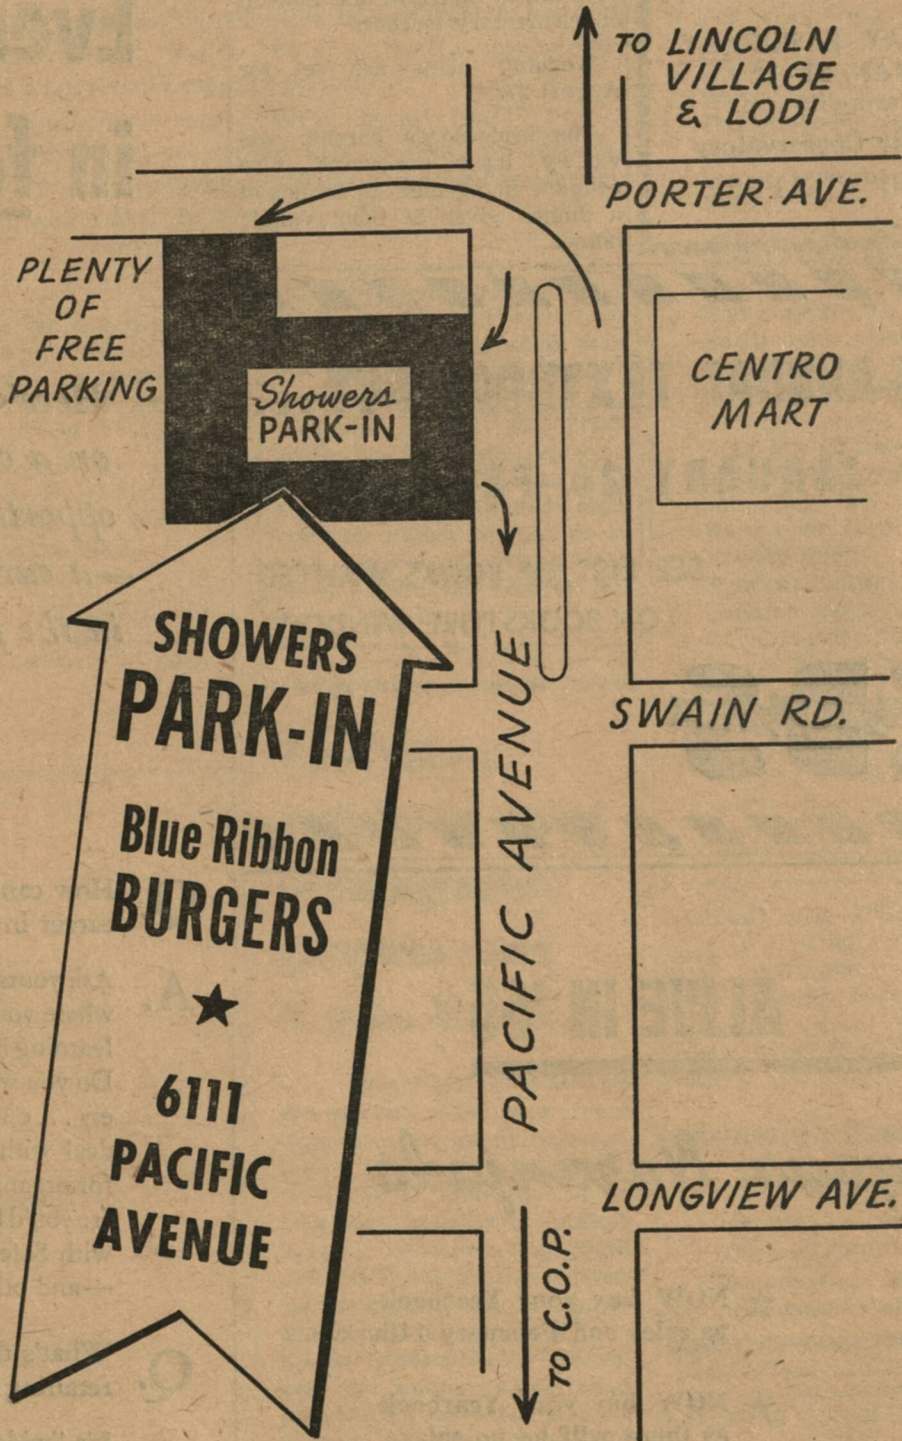 TO LINCOLN
VILLAGE
& LODI
PORTER AVE.
PLENTY
OF
FREE
PARKING
Showers
PARK-IN
CENTRO
MART
SHOWERS
PARK-IN
Blue Ribbon
BURGERS
6111
PACIFIC
AVENUE
PACIFIC AVENUE
SWAIN RD.
LONGVIEW AVE.
TO C.O.P.